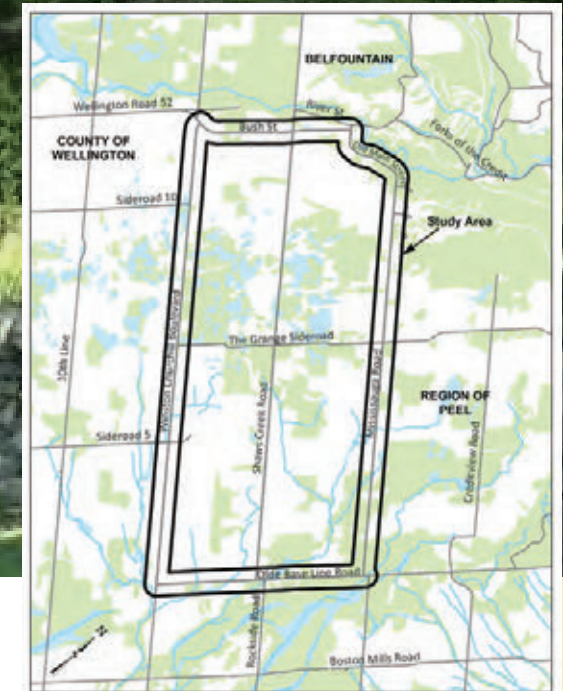 BELFOUNTAIN
Wellington Road 52
River St
Bush St
COUNTY OF
WELLINGTON
Forks of the Credit
Sideroad 10
Study Area
Winston Churchill Boulevard
The Grange Sideroad
10th Line
Mississauga Road
REGION OF
PEEL
Shaws Creek Road
Creditview Road
Sideroad 5
Olde Base Line Road
Rockside Road
Boston Mills Road
N